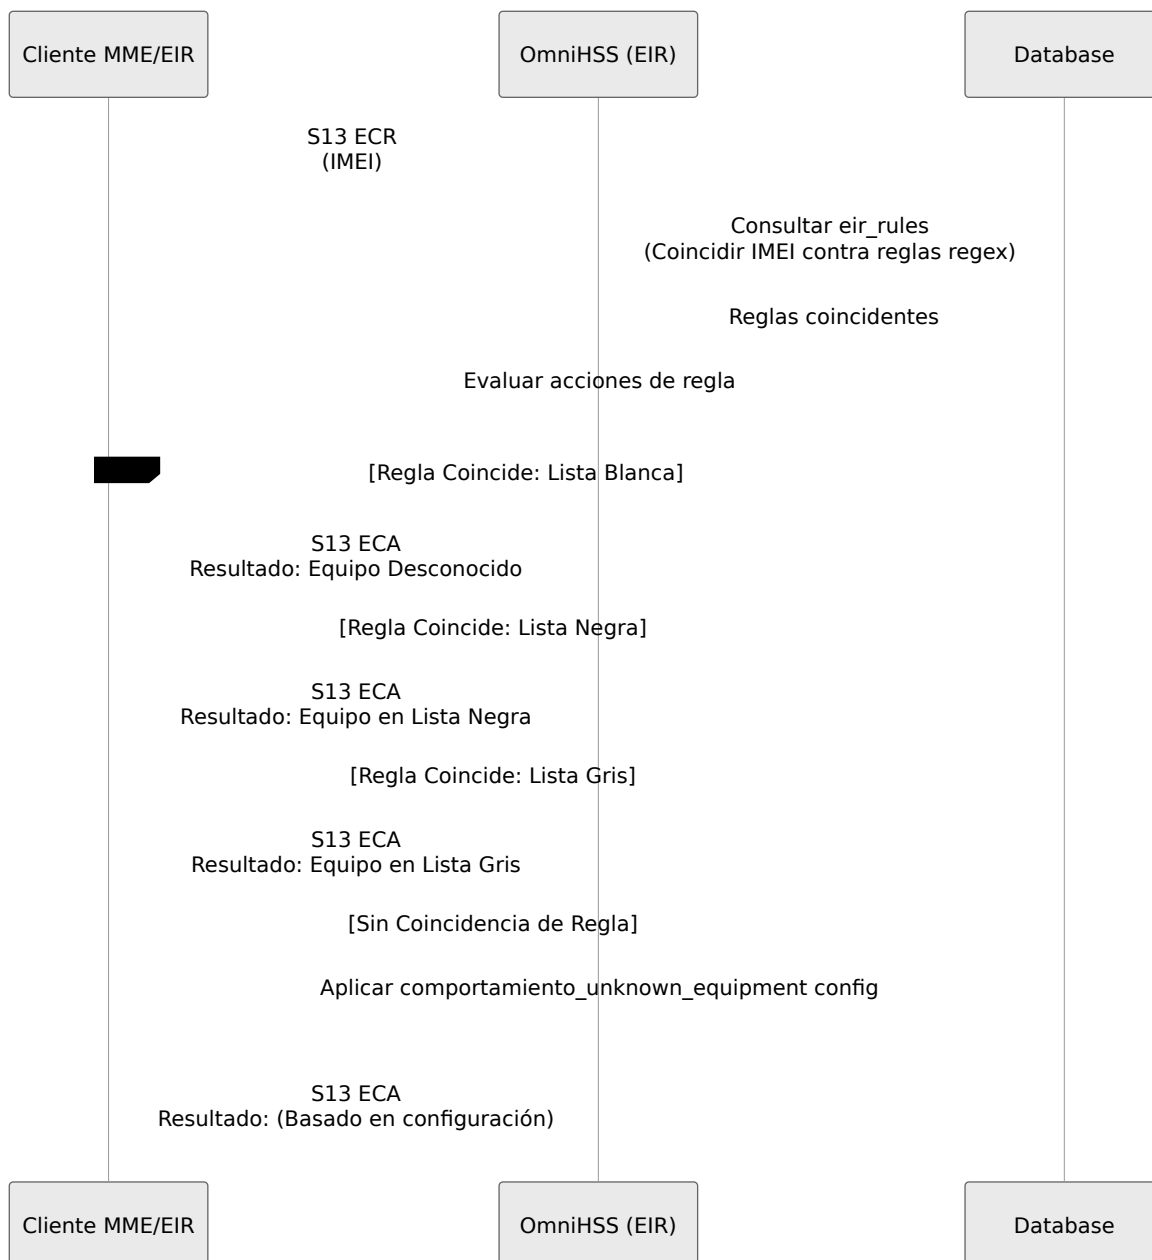 Cliente MME/EIR
OmniHSS (EIR)
Database
S13 ECR
(IMEI)
Consultar eir_rules
(Coincidir IMEI contra reglas regex)
Reglas coincidentes
Evaluar acciones de regla
[Regla Coincide: Lista Blanca]
S13 ECA
Resultado: Equipo Desconocido
[Regla Coincide: Lista Negra]
S13 ECA
Resultado: Equipo en Lista Negra
[Regla Coincide: Lista Gris]
S13 ECA
Resultado: Equipo en Lista Gris
[Sin Coincidencia de Regla]
Aplicar comportamiento_unknown_equipment config
S13 ECA
Resultado: (Basado en configuración)
Cliente MME/EIR
OmniHSS (EIR)
Database